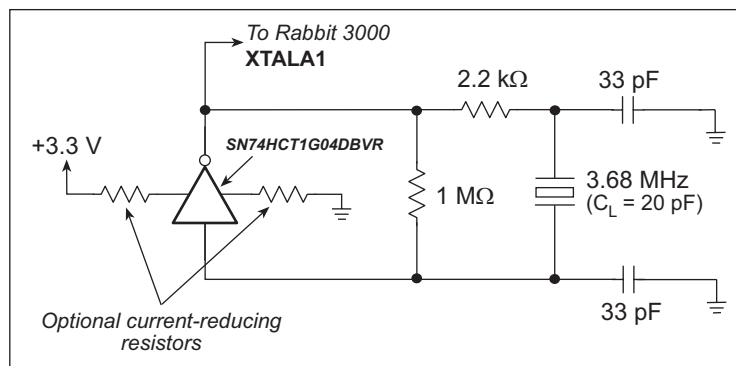 To Rabbit 3000
XTALA1
2.2 kΩ
33 pF
+3.3 V
SN74HCT1G04DBVR
1 MΩ
3.68 MHz
(C_L = 20 pF)
33 pF
Optional current-reducing
resistors